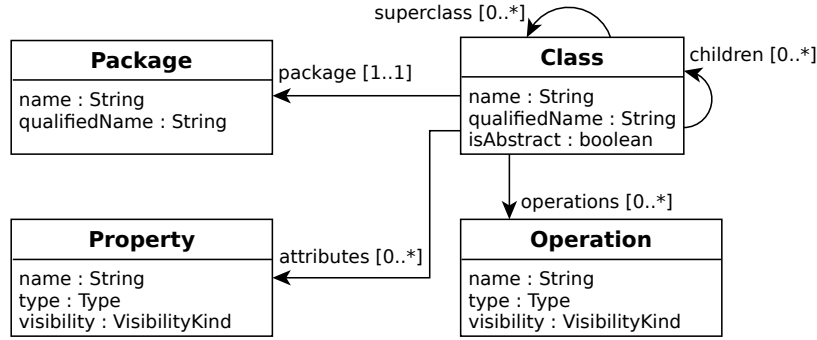 superclass [0..*]
Package
name : String
qualifiedName : String
package [1..1]
Class
name : String
qualifiedName : String
isAbstract : boolean
children [0..*]
Property
name : String
type : Type
visibility : VisibilityKind
attributes [0..*]
operations [0..*]
Operation
name : String
type : Type
visibility : VisibilityKind